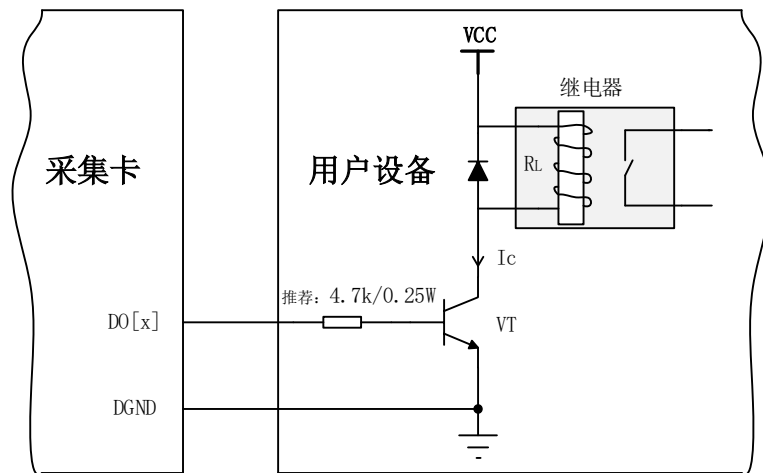 VCC
继电器
采集卡
用户设备
RL
Ic
推荐: 4.7k/0.25W
DO[x]
VT
DGND